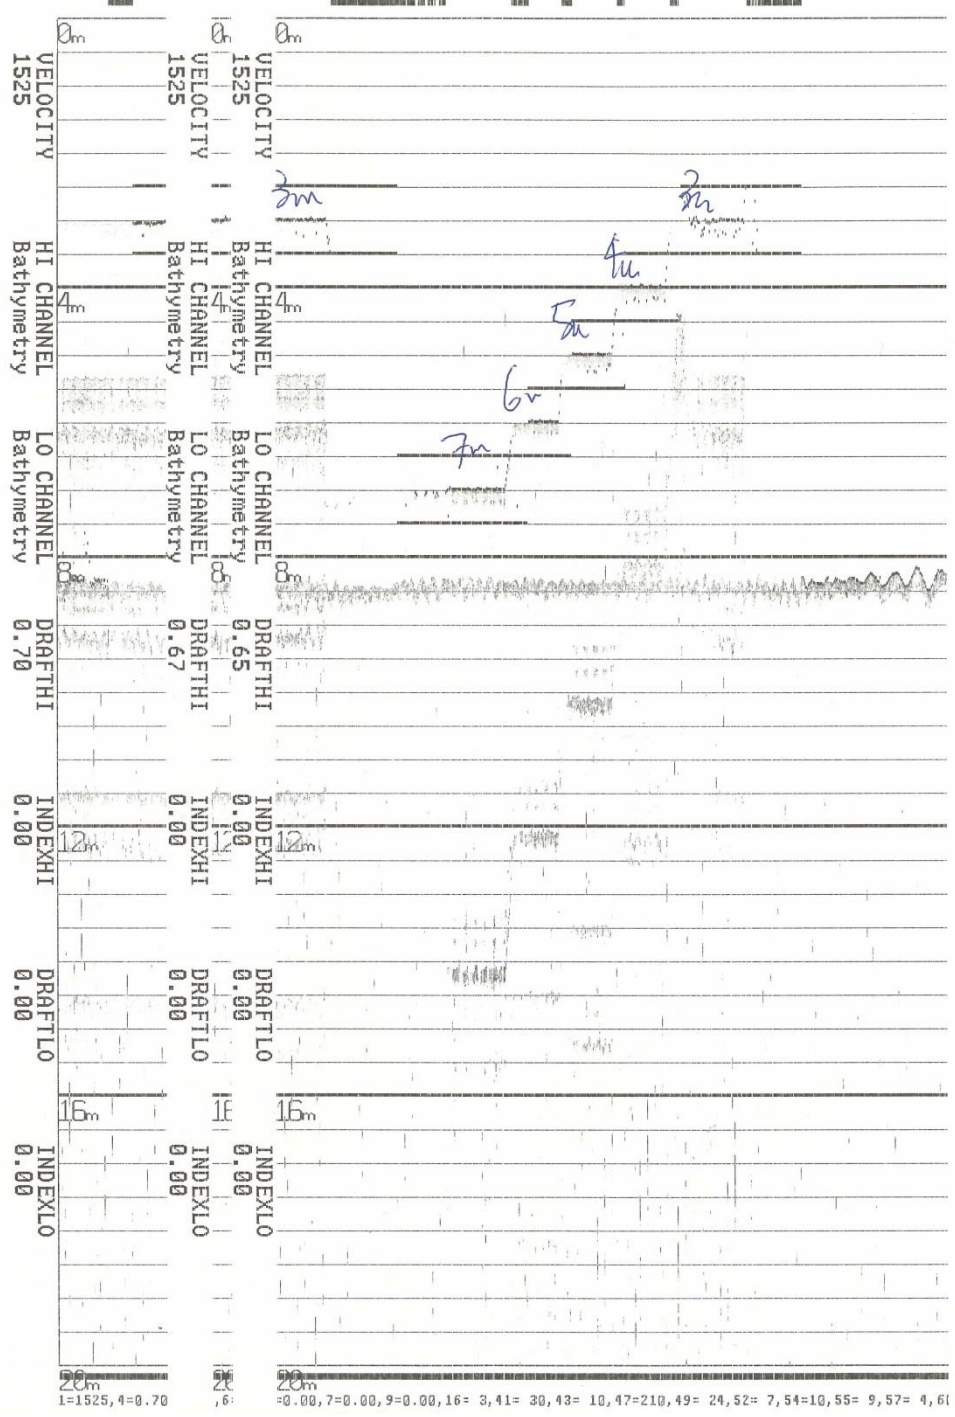 0m 0m
VELOCITY
1525
HI CHANNEL
Bathymetry
LO CHANNEL
Bathymetry
DRAFTHI
0.70
INDEXHI
0.00
DRAFTLO
0.00
INDEXLO
0.00
VELOCITY
1525
HI CHANNEL
Bathymetry
LO CHANNEL
Bathymetry
DRAFTHI
0.67
INDEXHI
0.00
DRAFTLO
0.00
INDEXLO
0.00
VELOCITY
1525
HI CHANNEL
Bathymetry
LO CHANNEL
Bathymetry
DRAFTHI
0.65
INDEXHI
0.00
DRAFTLO
0.00
INDEXLO
0.00
3m
4m
5m
7m
4m 4m
8m 8m
12m 12 12m
16m 16m
20m 20m
1=1525,4=0.70 ,6= =0.00,7=0.00,9=0.00,16= 3,41= 30,43= 10,47=210,49= 24,52= 7,54=10,55= 9,57= 4,6